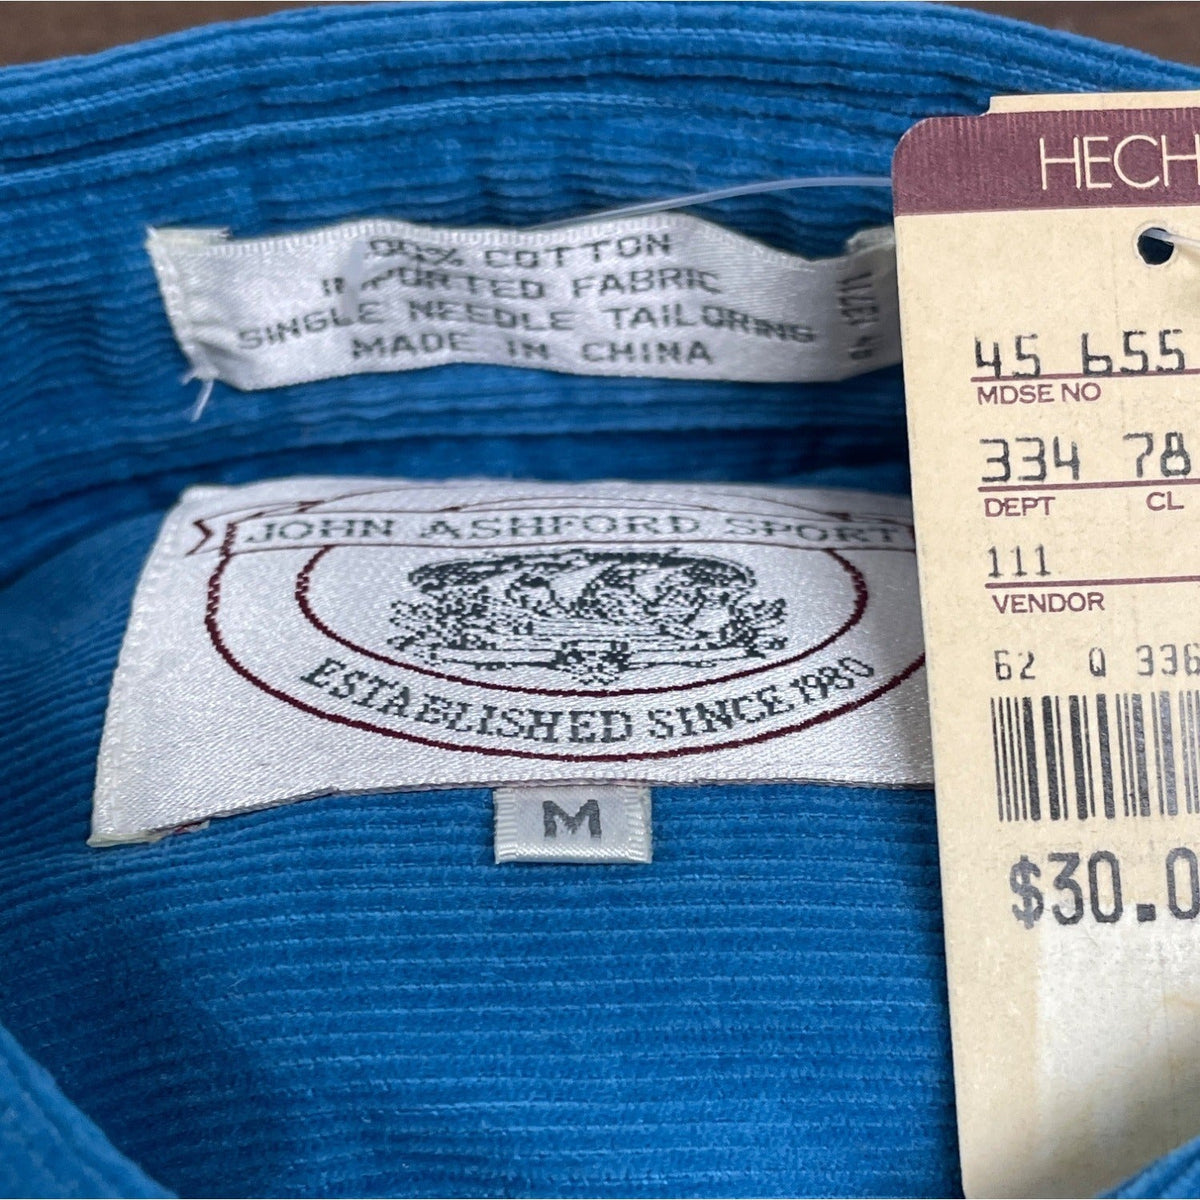 COTTON
IMPORTED FABRIC
SINGLE NEEDLE TAILORING
MADE IN CHINA
JOHN ASHFORD SPORT
ESTABLISHED SINCE 1980
M
HECH
45 655
MDSE NO
334 78
DEPT CL
111
VENDOR
62 Q 336
$30.0